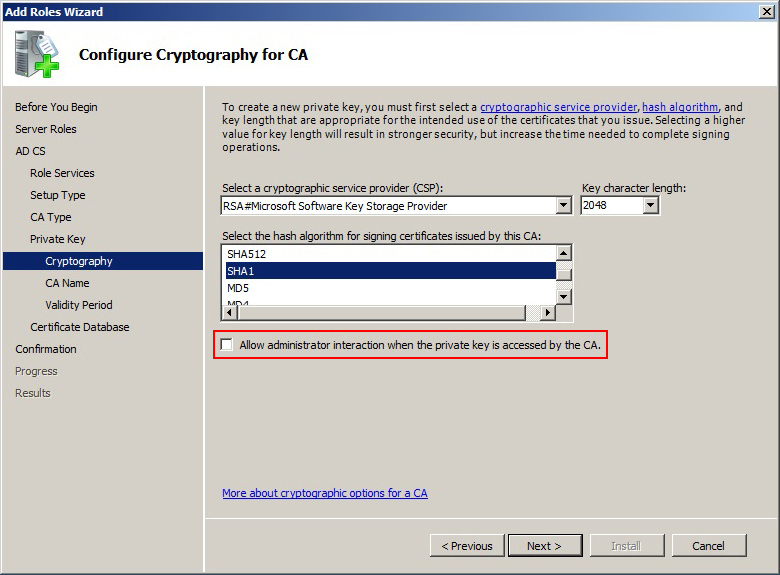 Add Roles Wizard
Configure Cryptography for CA
Before You Begin
Server Roles
AD CS
Role Services
Setup Type
CA Type
Private Key
Cryptography
CA Name
Validity Period
Certificate Database
Confirmation
Progress
Results
To create a new private key, you must first select a cryptographic service provider, hash algorithm, and
key length that are appropriate for the intended use of the certificates that you issue. Selecting a higher
value for key length will result in stronger security, but increase the time needed to complete signing
operations.
Select a cryptographic service provider (CSP):
Key character length:
RSA#Microsoft Software Key Storage Provider
2048
Select the hash algorithm for signing certificates issued by this CA:
SHA512
SHA1
MD5
MD4
Allow administrator interaction when the private key is accessed by the CA.
More about cryptographic options for a CA
< Previous
Next >
Install
Cancel